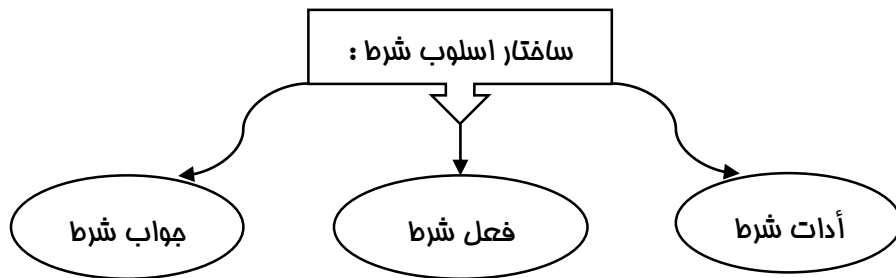 ساختار اسلوب شرط :
أدات شرط
فعل شرط
جواب شرط